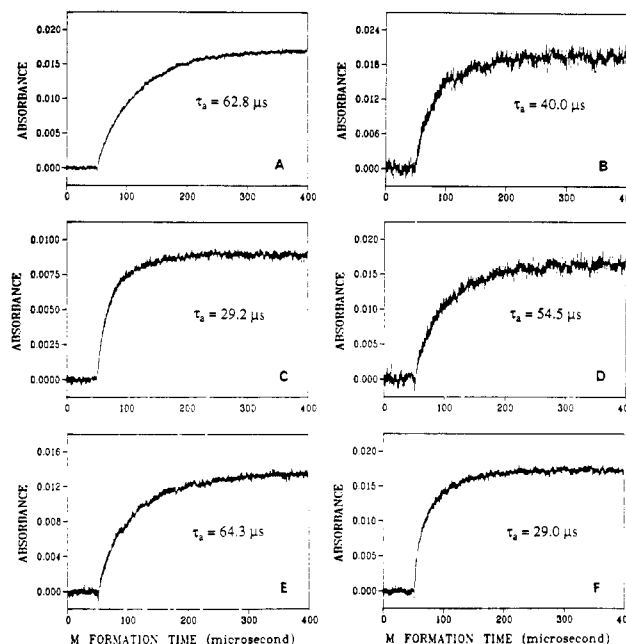 ABSORBANCE
0.020
0.015
0.010
0.005
0.000
τa = 62.8 μs
A
0 100 200 300 400
ABSORBANCE
0.024
0.018
0.012
0.006
0.000
τa = 40.0 μs
B
0 100 200 300 400
ABSORBANCE
0.0100
0.0075
0.0050
0.0025
0.0000
τa = 29.2 μs
C
0 100 200 300 400
ABSORBANCE
0.020
0.015
0.010
0.005
0.000
τa = 54.5 μs
D
0 100 200 300 400
ABSORBANCE
0.016
0.012
0.008
0.004
0.000
τa = 64.3 μs
E
0 100 200 300 400
M FORMATION TIME (microsecond)
ABSORBANCE
0.020
0.015
0.010
0.005
0.000
τa = 29.0 μs
F
0 100 200 300 400
M FORMATION TIME (microsecond)